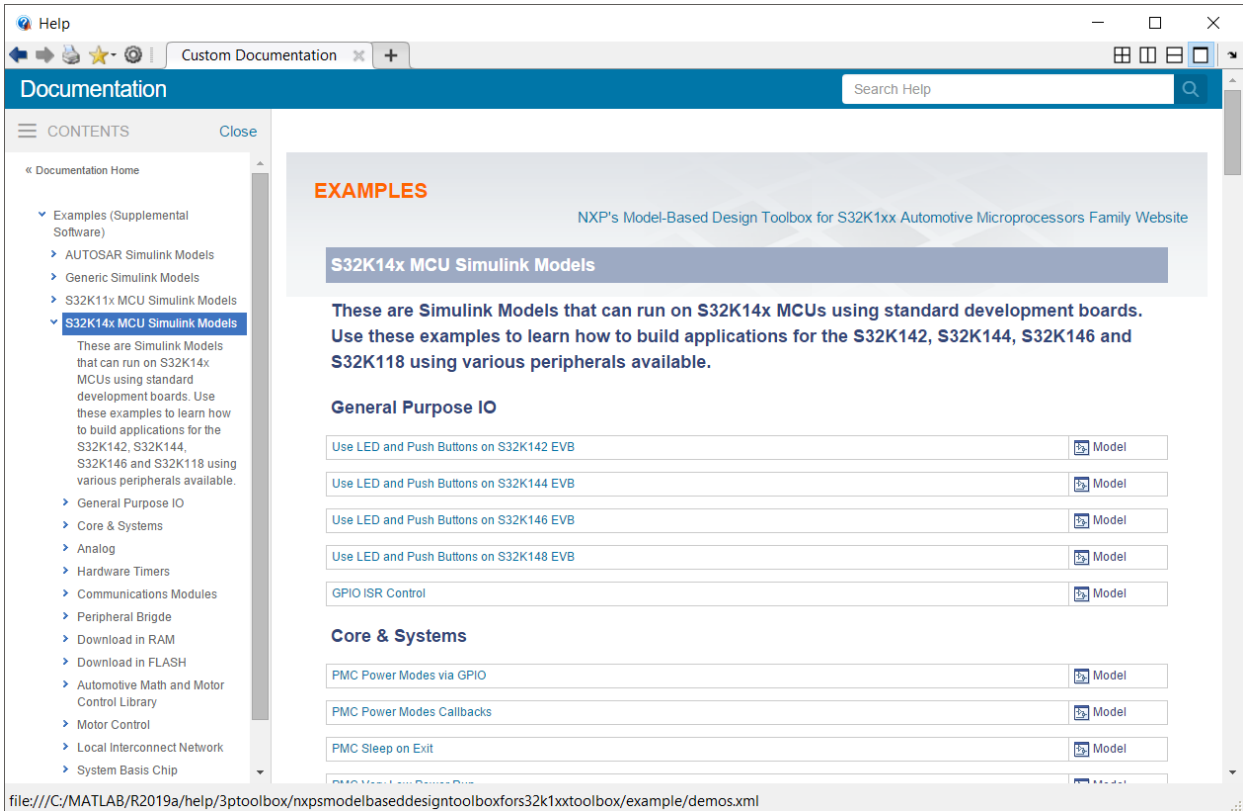 Help
Custom Documentation
Documentation
Search Help
CONTENTS
Close
« Documentation Home
Examples (Supplemental
Software)
AUTOSAR Simulink Models
Generic Simulink Models
S32K11x MCU Simulink Models
S32K14x MCU Simulink Models
These are Simulink Models
that can run on S32K14x
MCUs using standard
development boards. Use
these examples to learn how
to build applications for the
S32K142, S32K144,
S32K146 and S32K118 using
various peripherals available.
General Purpose IO
Core & Systems
Analog
Hardware Timers
Communications Modules
Peripheral Brigde
Download in RAM
Download in FLASH
Automotive Math and Motor
Control Library
Motor Control
Local Interconnect Network
System Basis Chip
EXAMPLES
NXP's Model-Based Design Toolbox for S32K1xx Automotive Microprocessors Family Website
S32K14x MCU Simulink Models
These are Simulink Models that can run on S32K14x MCUs using standard development boards.
Use these examples to learn how to build applications for the S32K142, S32K144, S32K146 and
S32K118 using various peripherals available.
General Purpose IO
Use LED and Push Buttons on S32K142 EVB Model
Use LED and Push Buttons on S32K144 EVB Model
Use LED and Push Buttons on S32K146 EVB Model
Use LED and Push Buttons on S32K148 EVB Model
GPIO ISR Control Model
Core & Systems
PMC Power Modes via GPIO Model
PMC Power Modes Callbacks Model
PMC Sleep on Exit Model
PMC Very Low Power Run Model
file:///C:/MATLAB/R2019a/help/3ptoolbox/nxpsmodelbaseddesigntoolboxfors32k1xxtoolbox/example/demos.xml